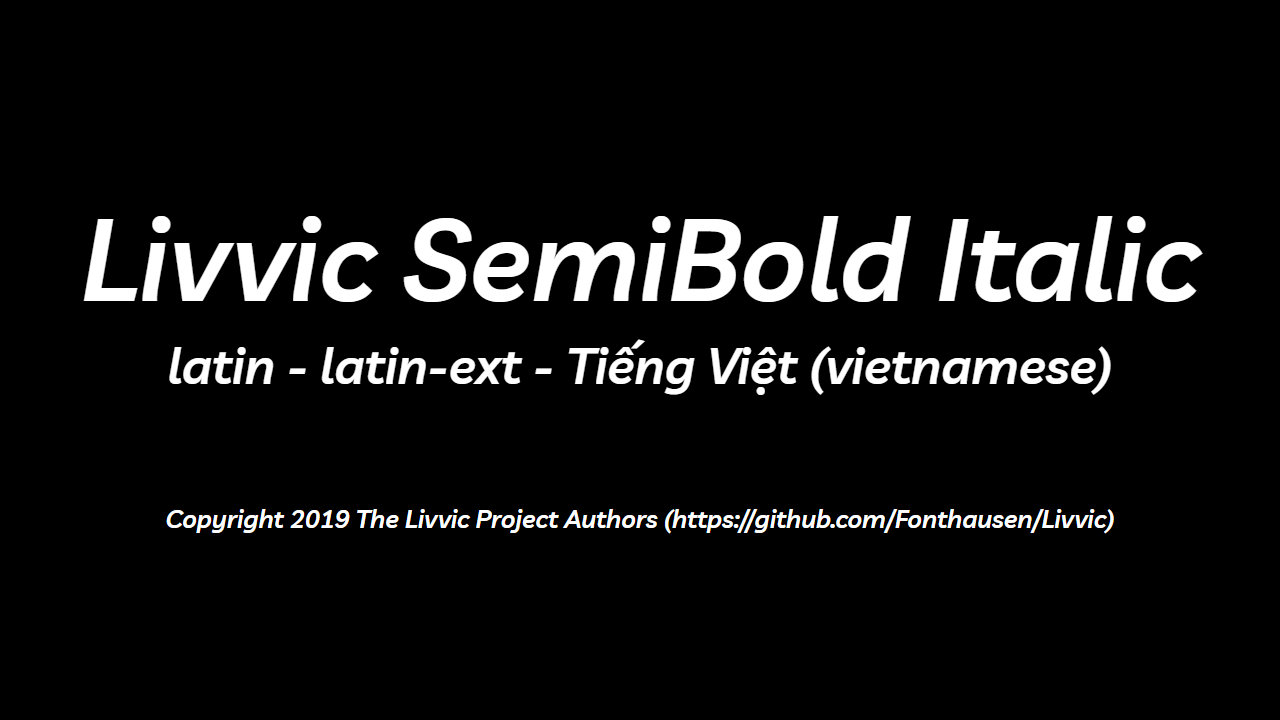 Livvic SemiBold Italic
latin - latin-ext - Tiếng Việt (vietnamese)
Copyright 2019 The Livvic Project Authors (https://github.com/Fonthausen/Livvic)